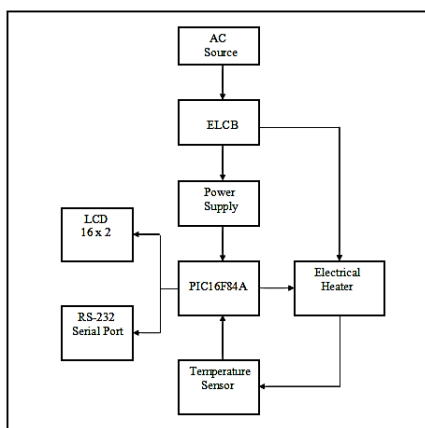 AC
Source
ELCB
Power
Supply
LCD
16 x 2
PIC16F84A
Electrical
Heater
RS-232
Serial Port
Temperature
Sensor